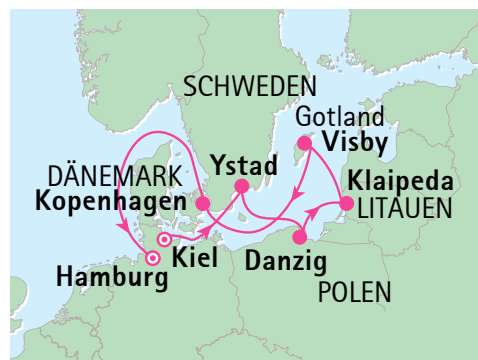 SCHWEDEN
Gotland
Visby
Ystad
DÄNEMARK
Kopenhagen
Klaipeda
LITAUEN
Kiel
Danzig
Hamburg
POLEN